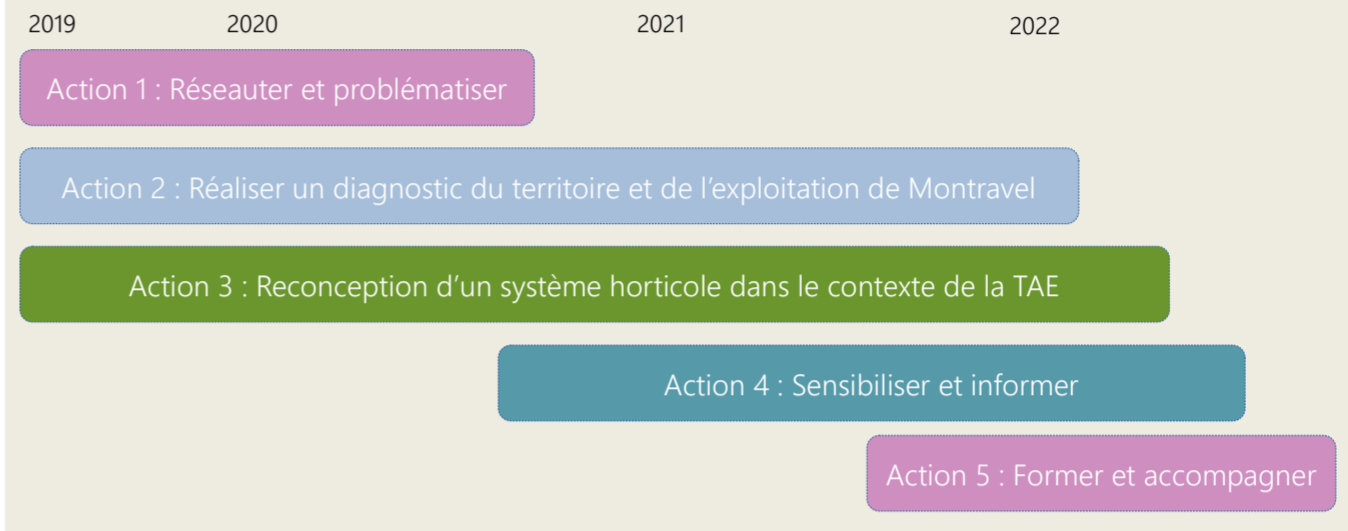 2019 2020 2021 2022
Action 1 : Réseauter et problématiser
Action 2 : Réaliser un diagnostic du territoire et de l’exploitation de Montravel
Action 3 : Reconception d’un système horticole dans le contexte de la TAE
Action 4 : Sensibiliser et informer
Action 5 : Former et accompagner